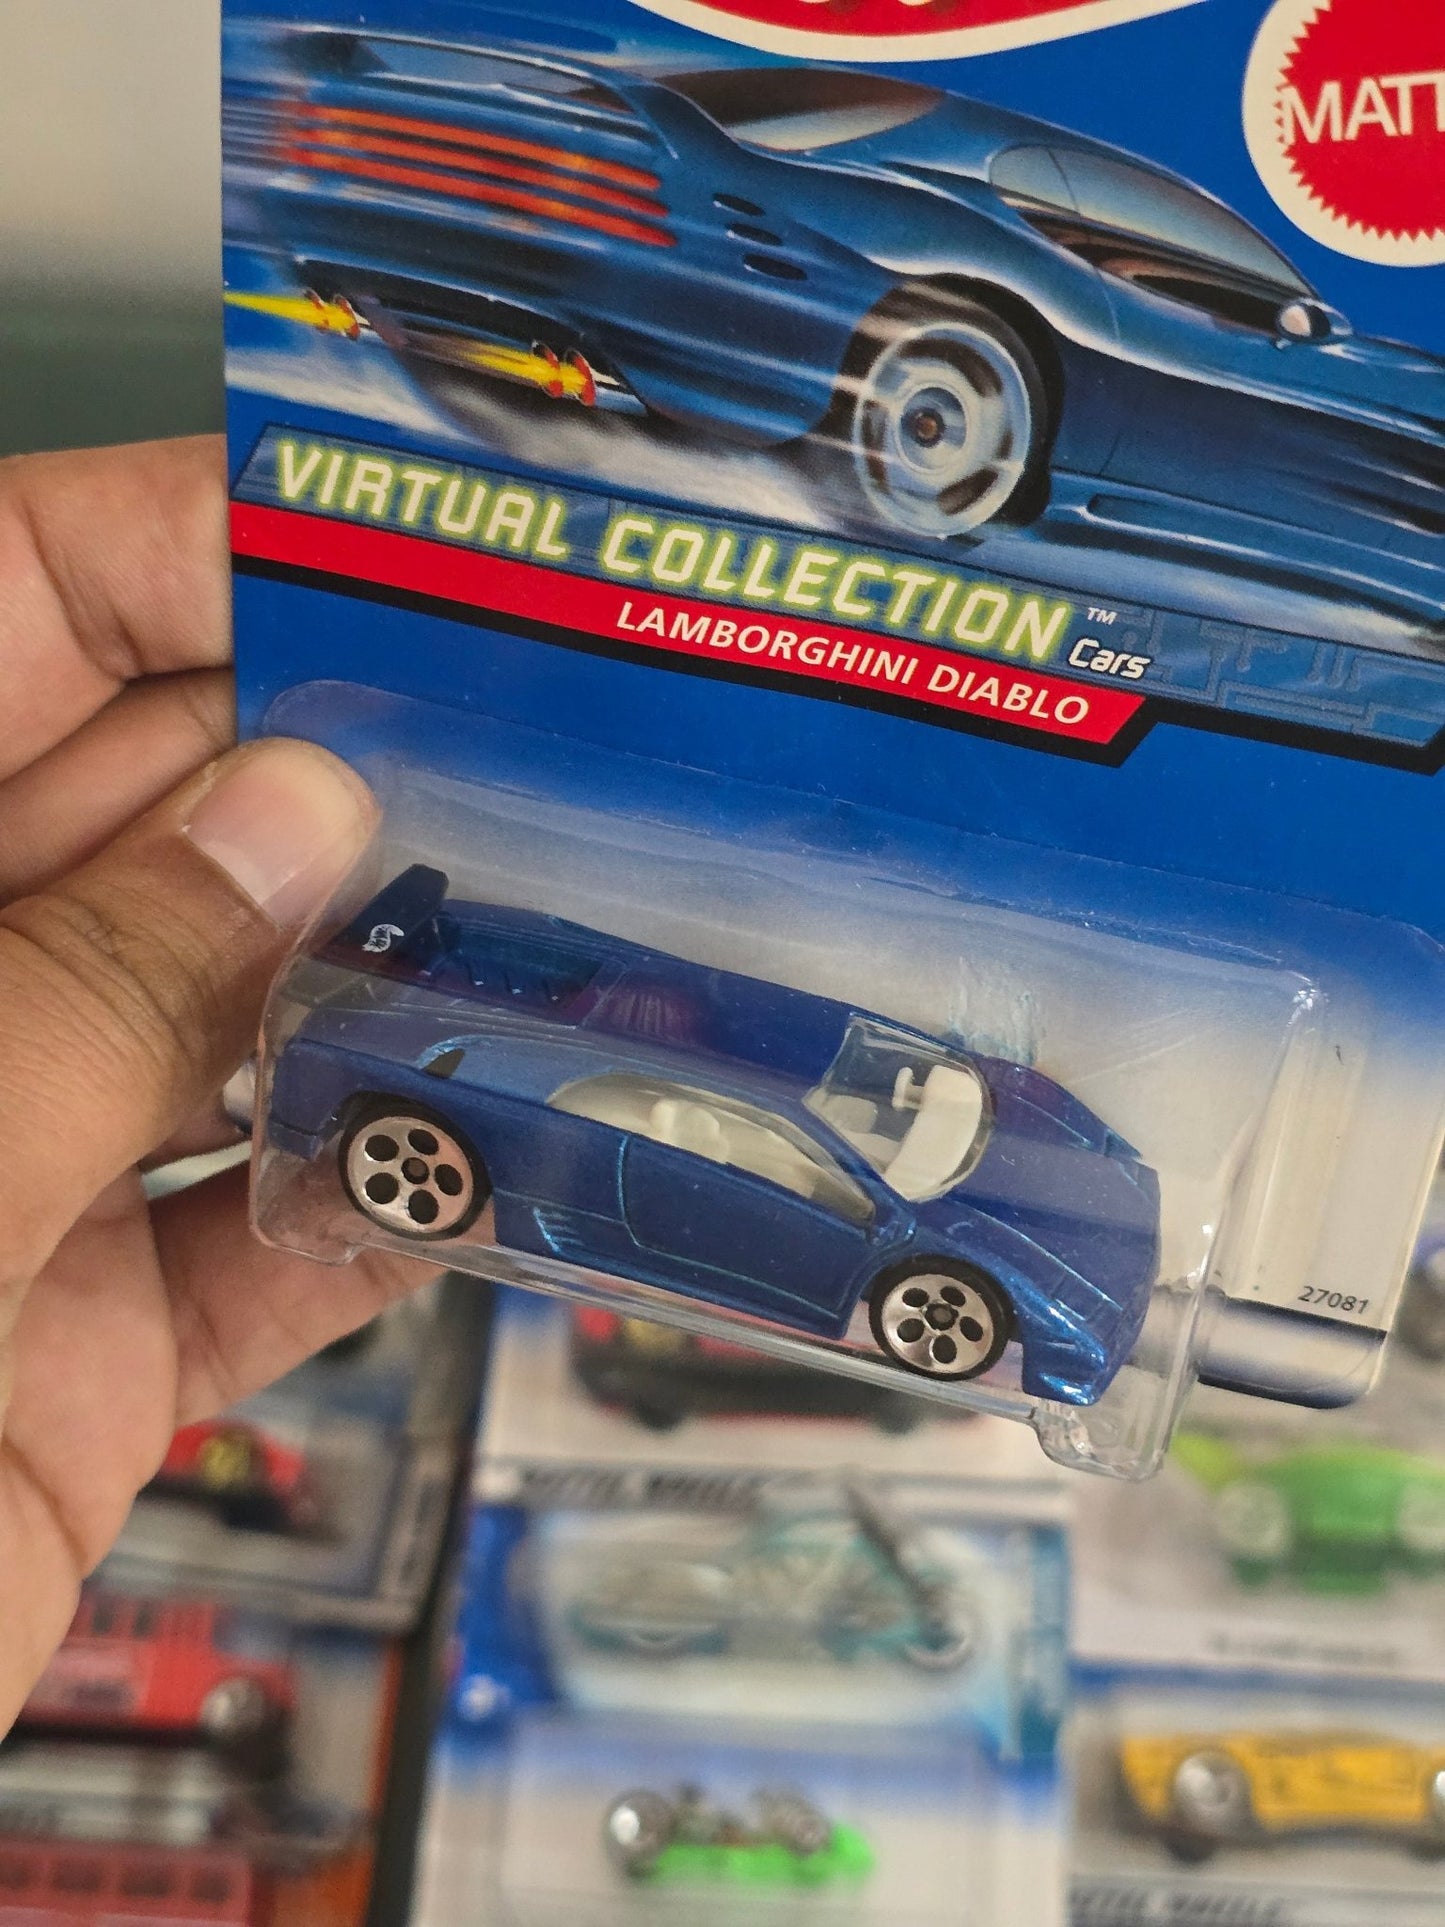 MATT
VIRTUAL COLLECTION ™ Cars
LAMBORGHINI DIABLO
27081